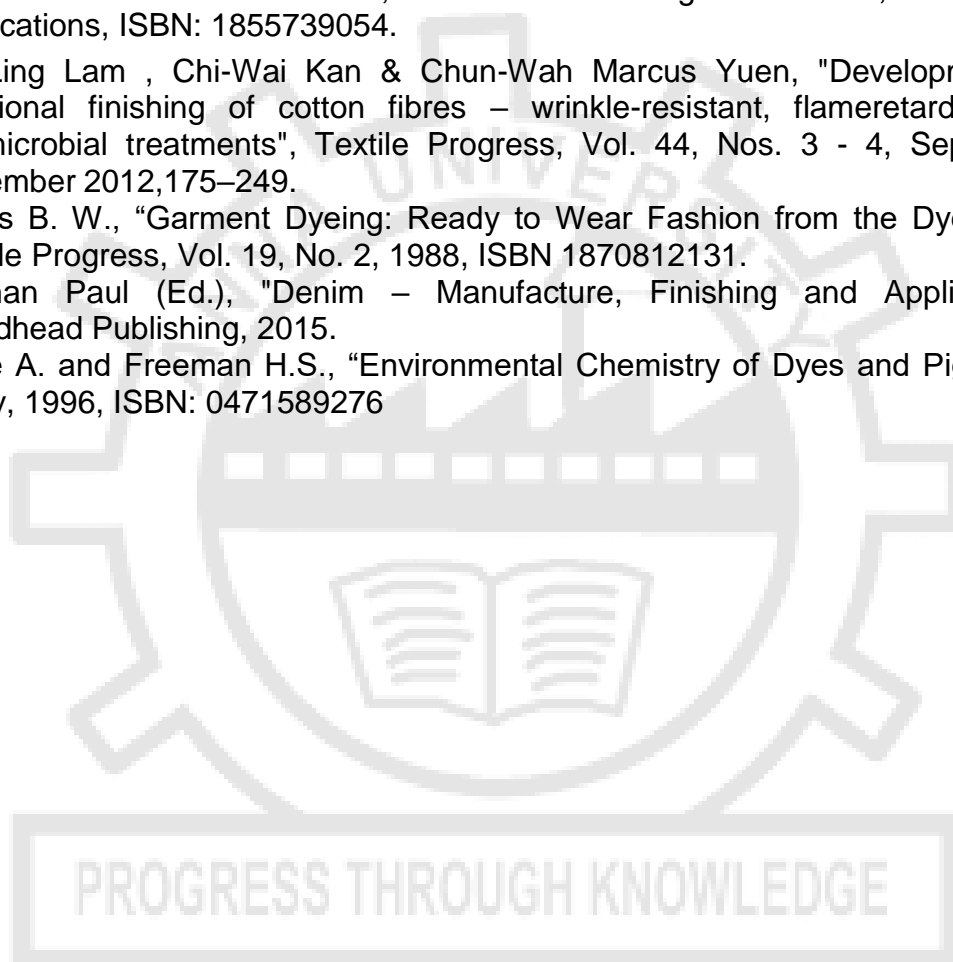 cations, ISBN: 1855739054.
ing Lam , Chi-Wai Kan & Chun-Wah Marcus Yuen, "Developr
ional finishing of cotton fibres – wrinkle-resistant, flameretard
nicrobial treatments", Textile Progress, Vol. 44, Nos. 3 - 4, Sep
ember 2012,175–249.
s B. W., “Garment Dyeing: Ready to Wear Fashion from the Dye
le Progress, Vol. 19, No. 2, 1988, ISBN 1870812131.
nan Paul (Ed.), "Denim – Manufacture, Finishing and Appli
dhead Publishing, 2015.
e A. and Freeman H.S., “Environmental Chemistry of Dyes and Pig
y, 1996, ISBN: 0471589276
UNIVERSITY
PROGRESS THROUGH KNOWLEDGE